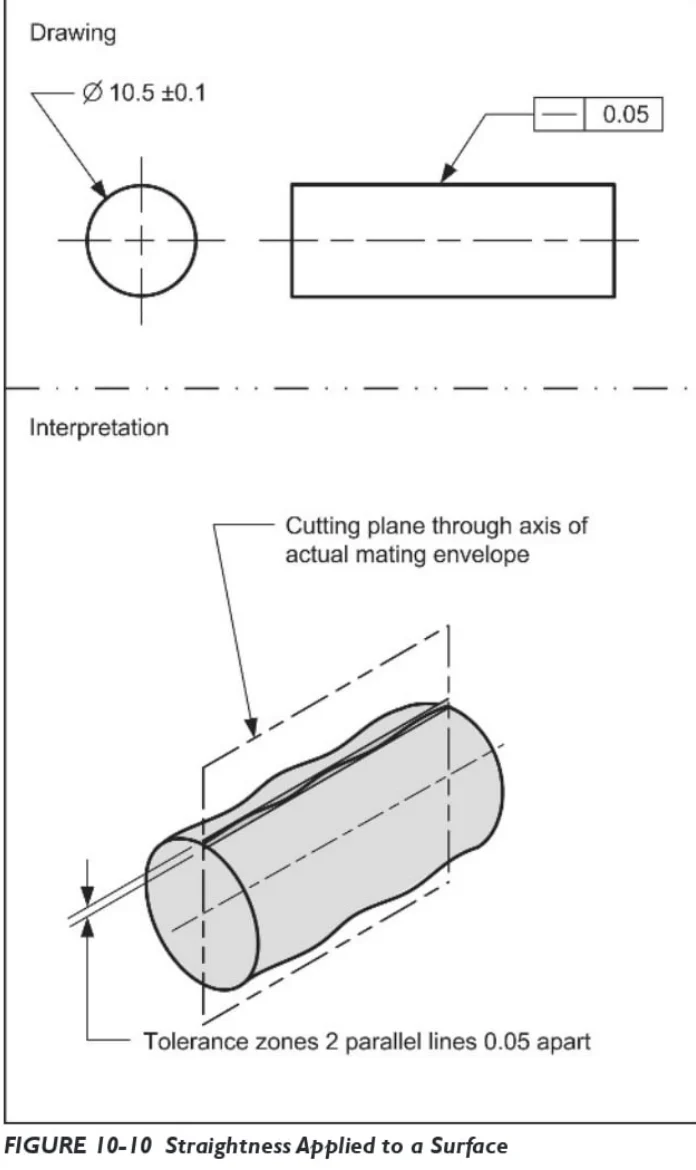 Drawing
Ø 10.5 ±0.1
0.05
Interpretation
Cutting plane through axis of
actual mating envelope
Tolerance zones 2 parallel lines 0.05 apart
FIGURE 10-10 Straightness Applied to a Surface